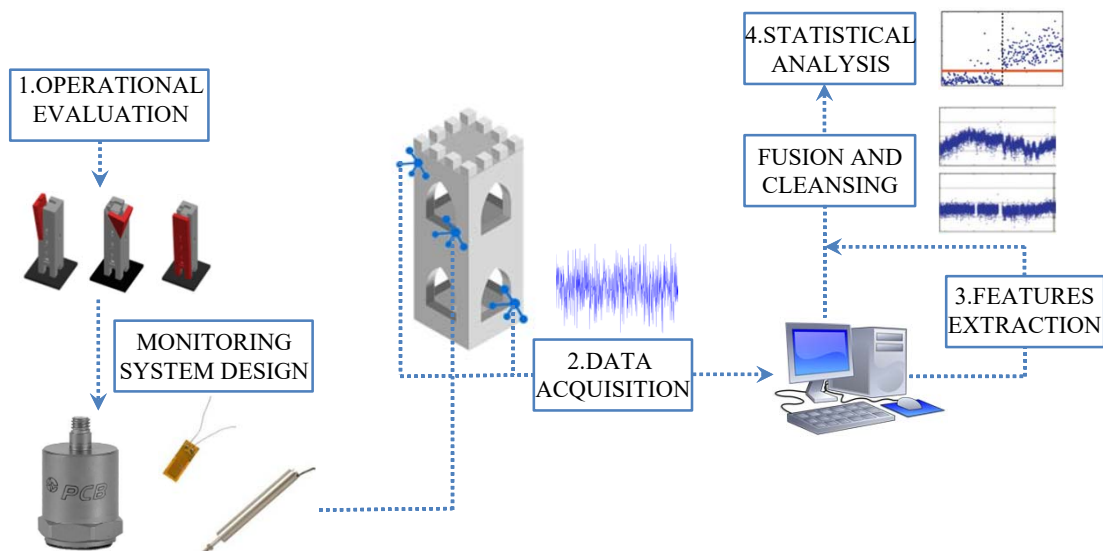 1.OPERATIONAL
EVALUATION
MONITORING
SYSTEM DESIGN
PCB
2.DATA
ACQUISITION
3.FEATURES
EXTRACTION
FUSION AND
CLEANSING
4.STATISTICAL
ANALYSIS